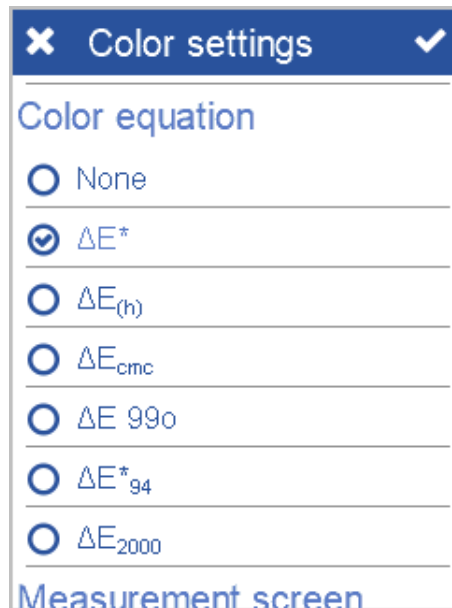 Color settings
Color equation
None
ΔE*
ΔE(h)
ΔEcmc
ΔE 99o
ΔE*94
ΔE2000
Measurement screen